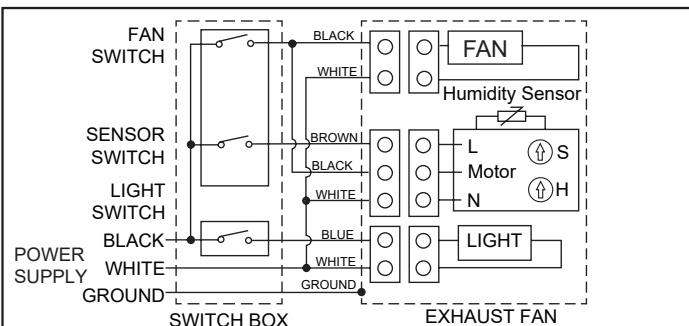 FAN
SWITCH
BLACK
FAN
WHITE
Humidity Sensor
SENSOR
SWITCH
BROWN
L
S
BLACK
Motor
LIGHT
SWITCH
WHITE
N
H
BLACK
BLUE
LIGHT
POWER
SUPPLY
WHITE
WHITE
GROUND
GROUND
SWITCH BOX
EXHAUST FAN